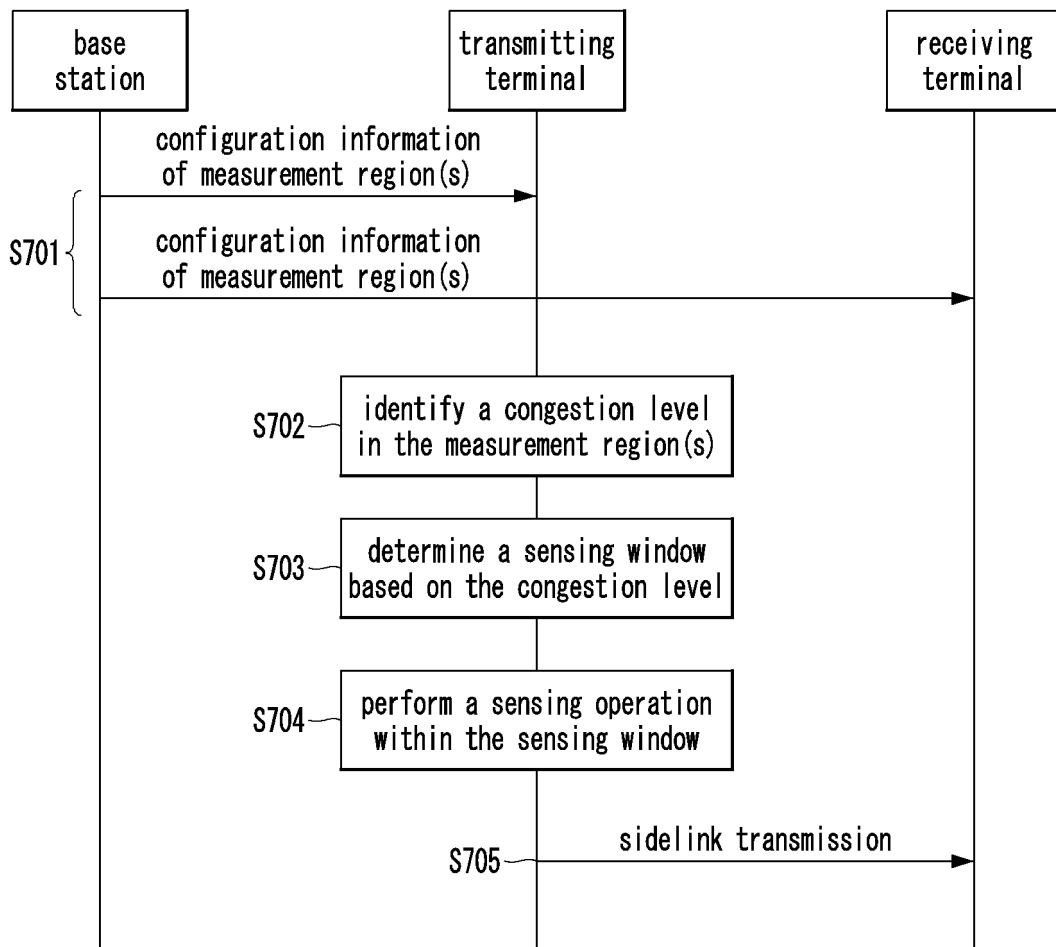 base
station
transmitting
terminal
receiving
terminal
configuration information
of measurement region(s)
S701
configuration information
of measurement region(s)
S702
identify a congestion level
in the measurement region(s)
S703
determine a sensing window
based on the congestion level
S704
perform a sensing operation
within the sensing window
S705
sidelink transmission